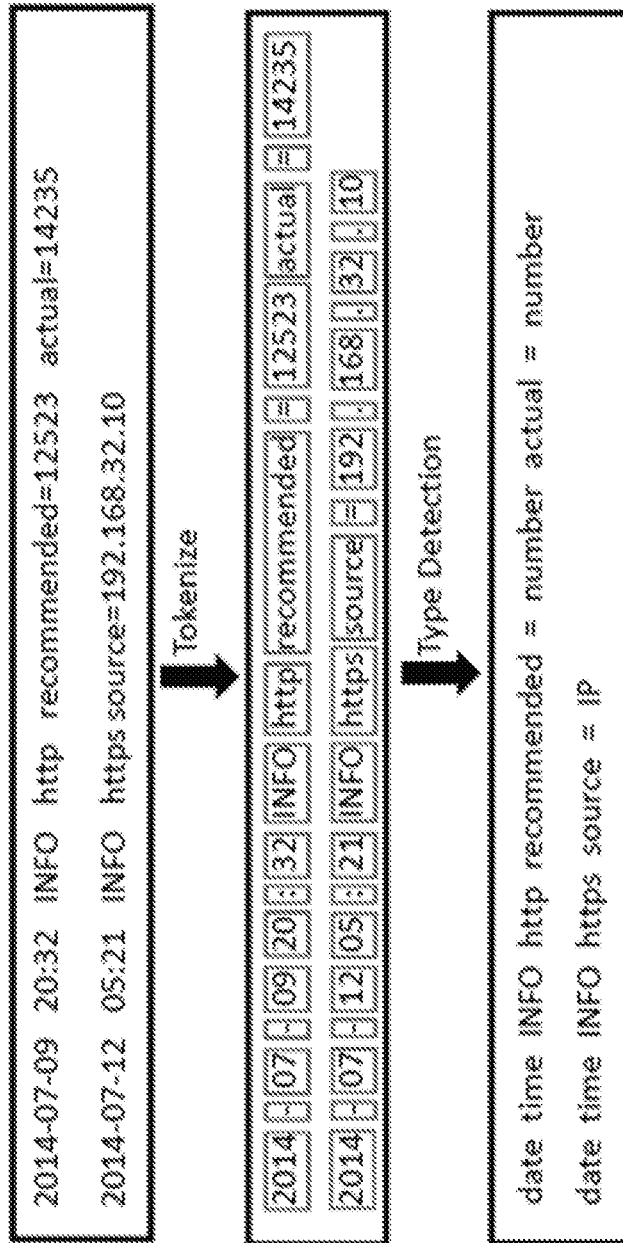 2014-07-09 20:32 INFO http recommended=12523 actual=14235
2014-07-12 05:21 INFO https source=192.168.32.10
Tokenize
2014 - 07 - 09 20 : 32 INFO http recommended = 12523 actual = 14235
2014 - 07 - 12 05 : 21 INFO https source = 192 . 168 . 32 . 10
Type Detection
date time INFO http recommended = number actual = number
date time INFO https source = IP